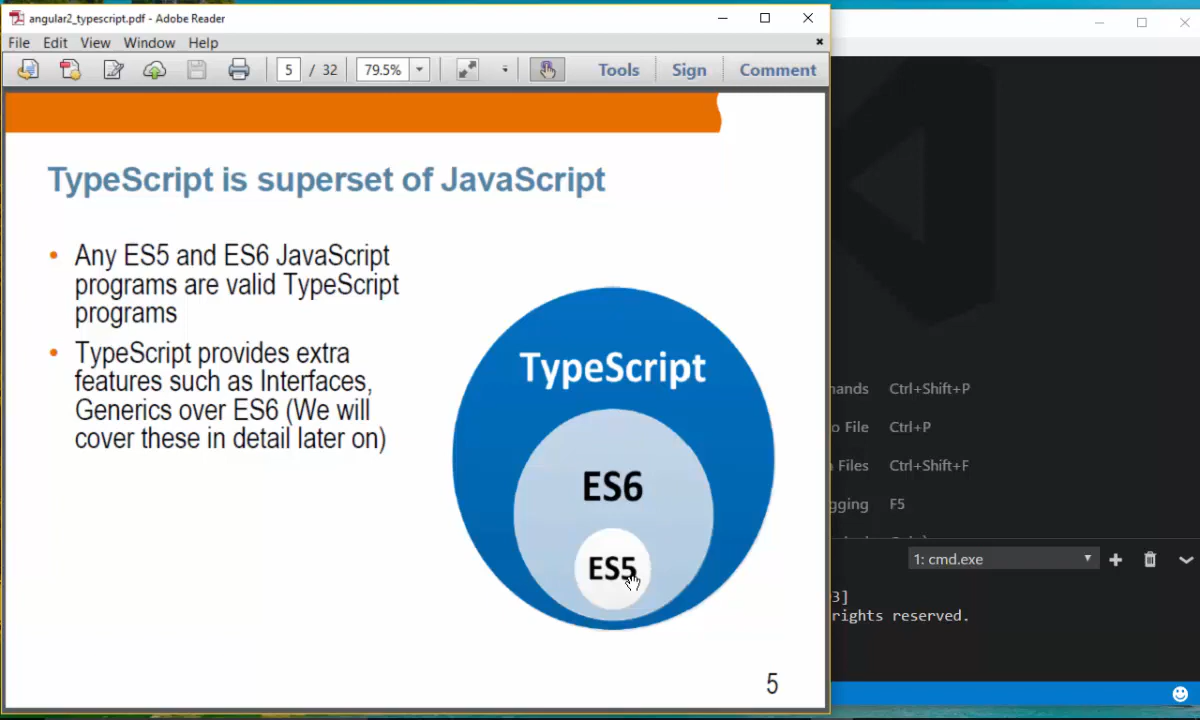 angular2_typescript.pdf - Adobe Reader
File Edit View Window Help
5 / 32 79.5% Tools Sign Comment
TypeScript is superset of JavaScript
• Any ES5 and ES6 JavaScript
programs are valid TypeScript
programs
• TypeScript provides extra
features such as Interfaces,
Generics over ES6 (We will
cover these in detail later on)
TypeScript
ES6
ES5
5
Ctrl+Shift+P
File Ctrl+P
Files Ctrl+Shift+F
F5
1: cmd.exe
3]
rights reserved.